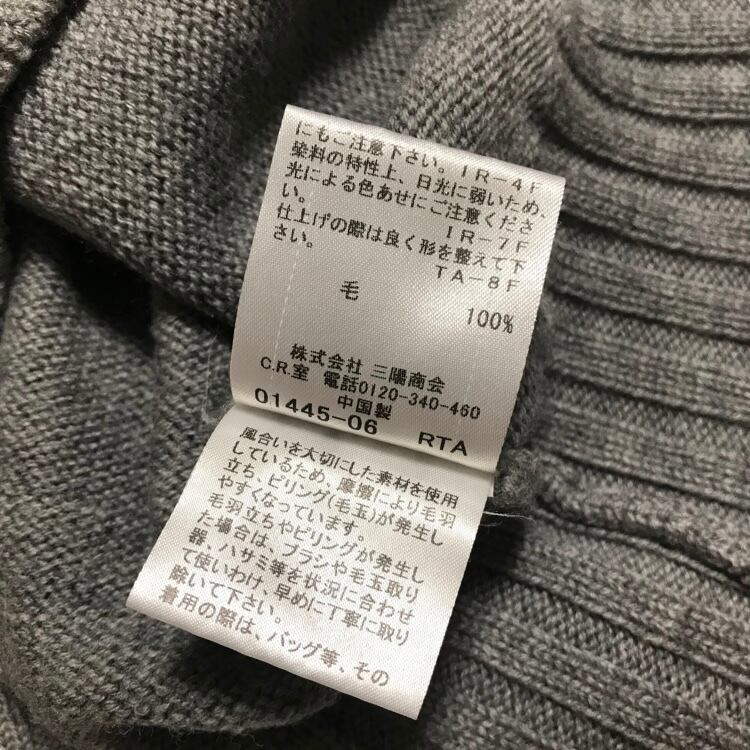 にもご注意下さい。IR-4F
染料の特性上、日光に弱いため、
光による色あせにご注意くださ
い。 IR-7F
仕上げの際は良く形を整えて下
さい。 TA-8F
毛 100%
株式会社 三陽商会
C.R.室 電話0120-340-460
中国製
01445-06 RTA
風合いを大切にした素材を使用
しているため、摩擦により毛羽
立ち、ピリング(毛玉)が発生し
やすくなっています。
毛羽立ちやピリングが発生し
た場合は、ブラシや毛玉取り
器、ハサミ等を状況に合わせ
て使いわけ、早めに丁寧に取り
除いて下さい。
着用の際は、バッグ等、その